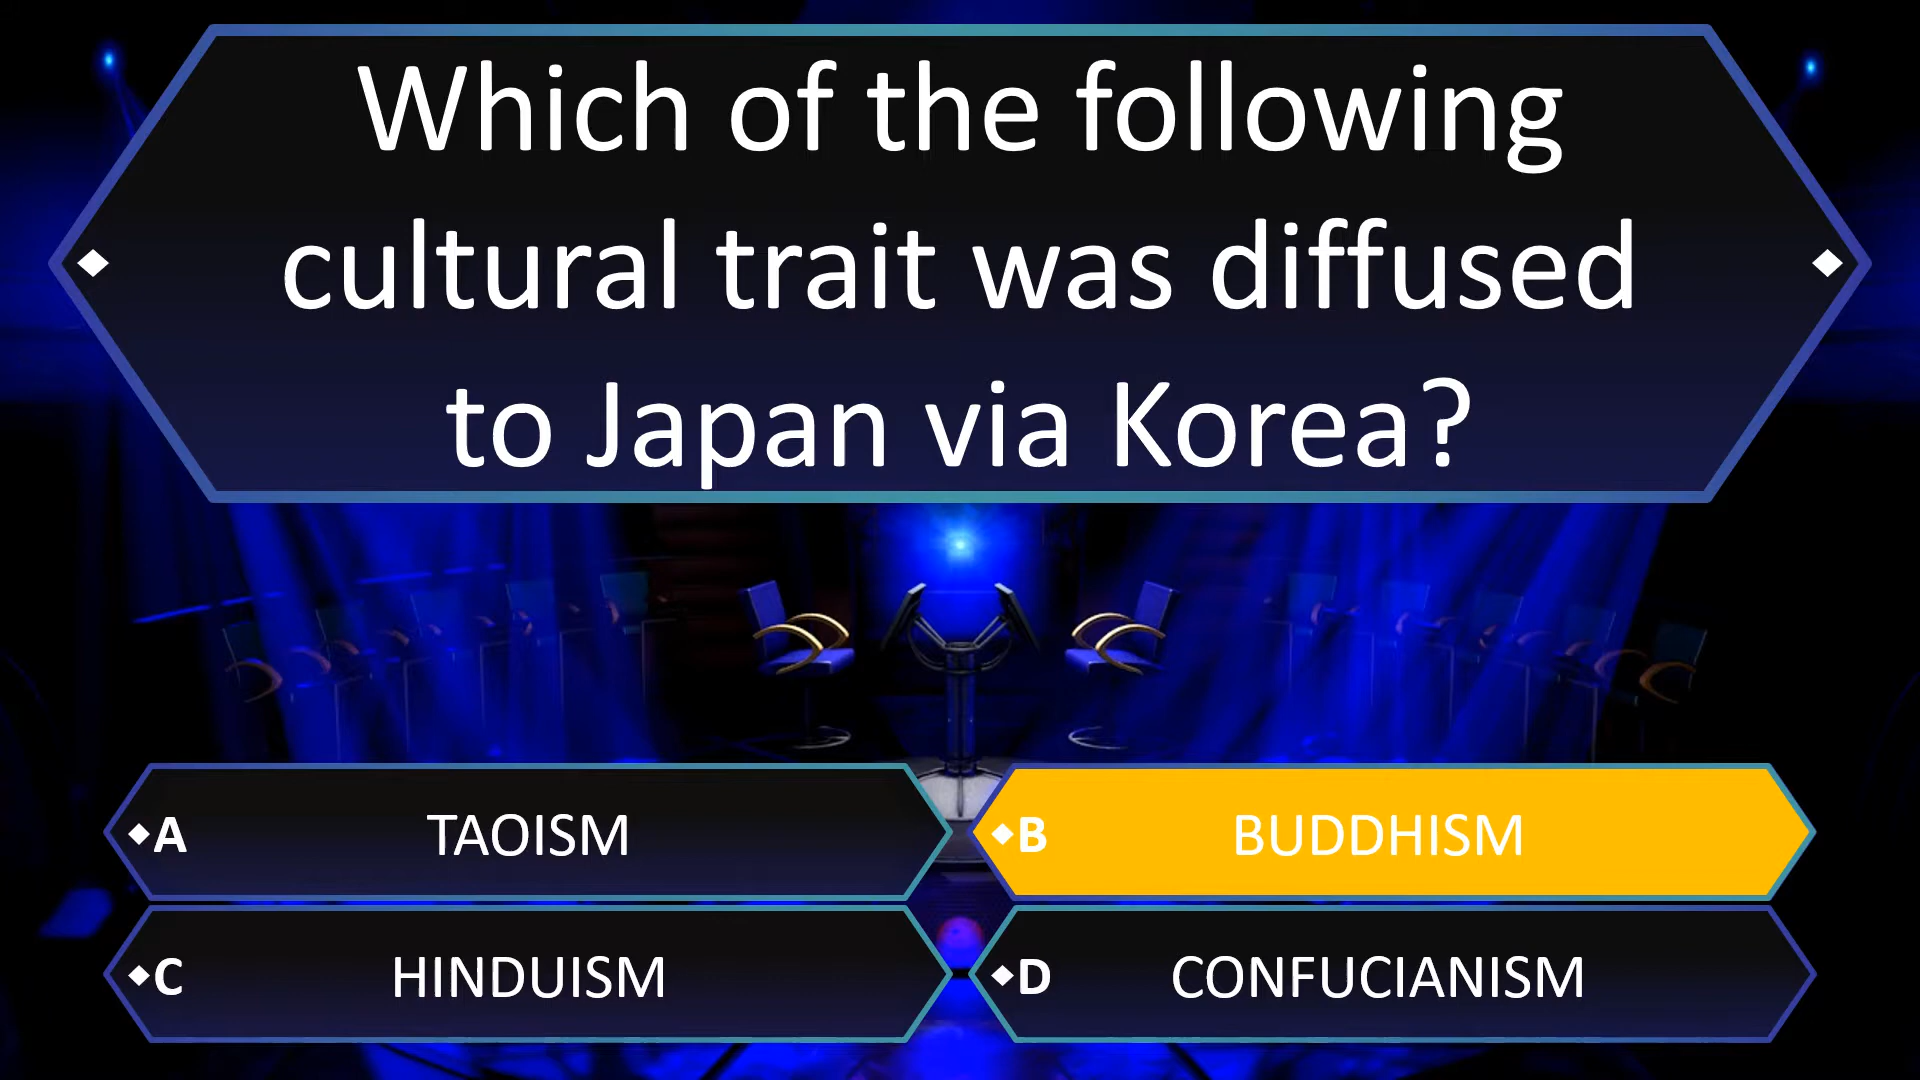 Which of the following
cultural trait was diffused
to Japan via Korea?
A TAOISM
B BUDDHISM
C HINDUISM
D CONFUCIANISM